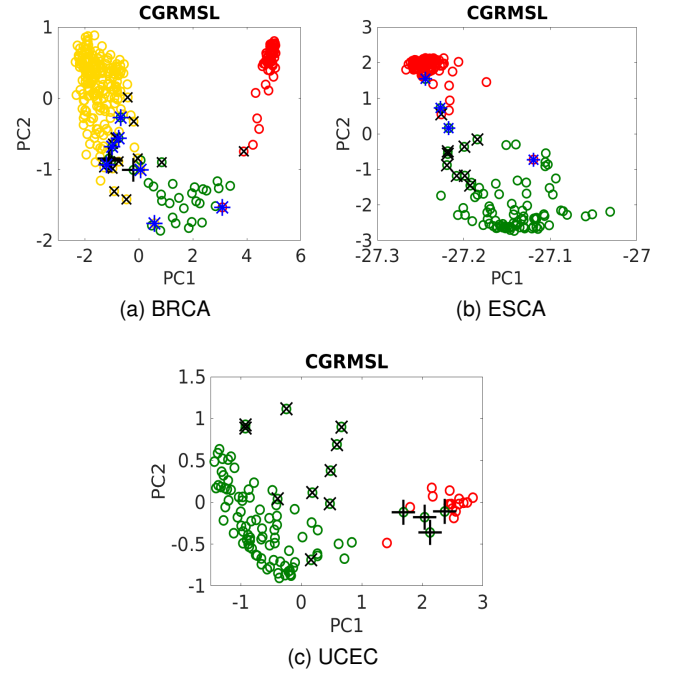 CGRMSL
CGRMSL
1
0
-1
-2
PC2
-2
0
2
4
6
PC1
3
2
1
0
-1
-2
-3
PC2
-27.3
-27.2
-27.1
-27
PC1
(a) BRCA
(b) ESCA
CGRMSL
1.5
1
0.5
0
-0.5
-1
PC2
-1
0
1
2
3
PC1
(c) UCEC